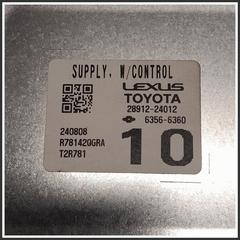 SUPPLY, W/CONTROL
LEXUS
TOYOTA
28912-24012
6356-6360
240808
R781420GRA
T2R781
10